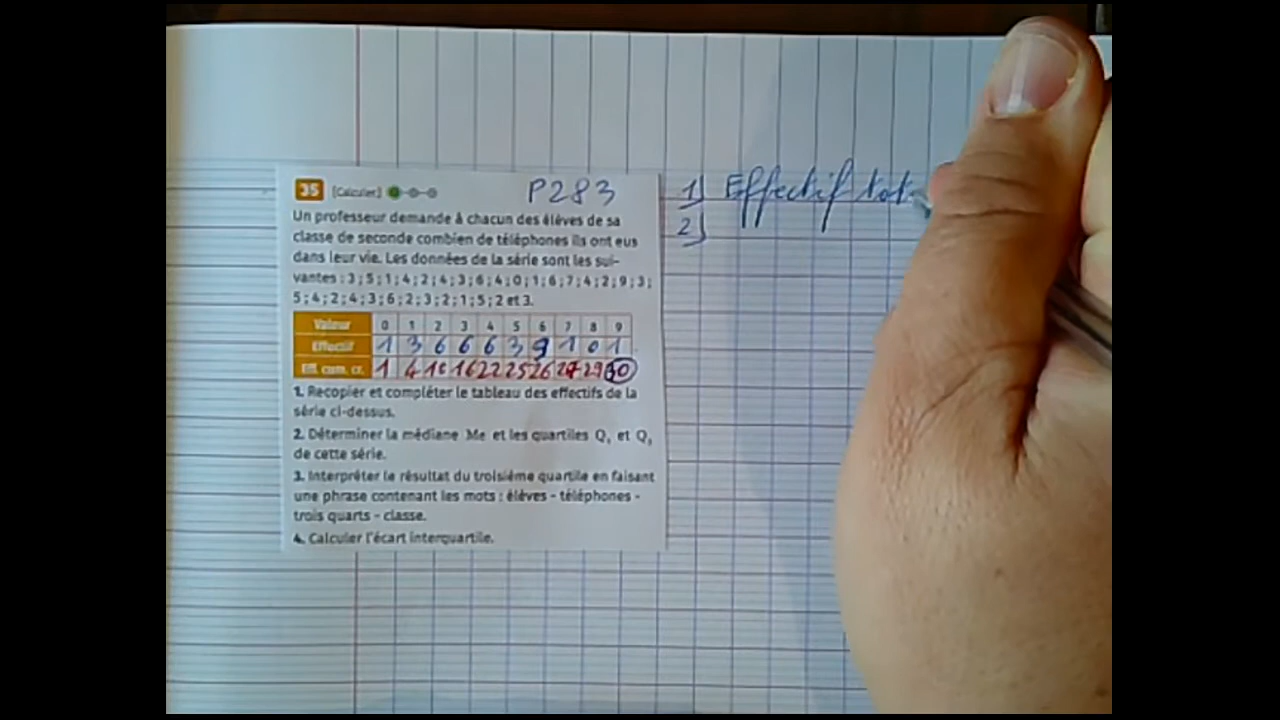 35 [Calculer] P283
Un professeur demande à chacun des élèves de sa
classe de seconde combien de téléphones ils ont eus
dans leur vie. Les données de la série sont les sui-
vantes : 3 ; 5 ; 1 ; 4 ; 2 ; 4 ; 3 ; 6 ; 4 ; 0 ; 1 ; 6 ; 7 ; 4 ; 2 ; 9 ; 3 ;
5 ; 4 ; 2 ; 4 ; 3 ; 6 ; 2 ; 3 ; 2 ; 1 ; 5 ; 2 et 3.
Valeur 0 1 2 3 4 5 6 7 8 9
Effectif 1 3 6 6 6 3 1 0 1
Eff. cum. cr. 1 4 16 22 25 26 27 29 30
1. Recopier et compléter le tableau des effectifs de la
série ci-dessus.
2. Déterminer la médiane Me et les quartiles Q, et Q,
de cette série.
3. Interpréter le résultat du troisième quartile en faisant
une phrase contenant les mots : élèves - téléphones -
trois quarts - classe.
4. Calculer l'écart interquartile.
1) Effectif tot
2)